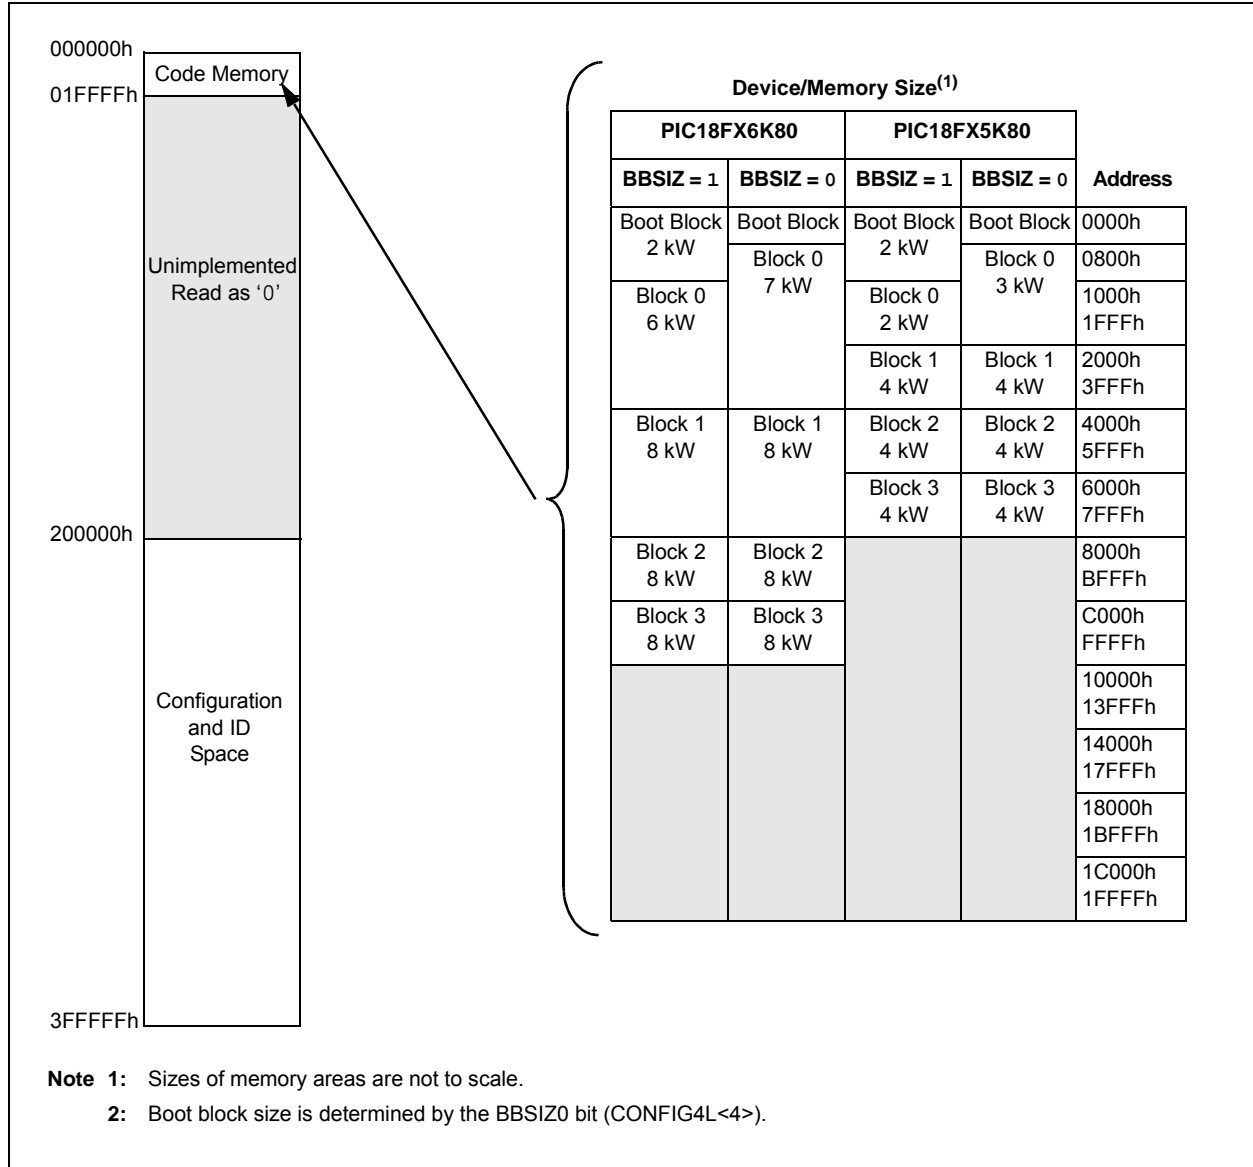 000000h
Code Memory
01FFFFh
Unimplemented
Read as ‘0’
200000h
Configuration
and ID
Space
3FFFFFh
Device/Memory Size(1)
PIC18FX6K80 PIC18FX5K80
BBSIZ = 1 BBSIZ = 0 BBSIZ = 1 BBSIZ = 0 Address
Boot Block Boot Block Boot Block Boot Block 0000h
2 kW 2 kW
Block 0 Block 0 0800h
7 kW 3 kW
Block 0 Block 0 1000h
6 kW 2 kW 1FFFh
Block 1 Block 1 2000h
4 kW 4 kW 3FFFh
Block 1 Block 1 Block 2 Block 2 4000h
8 kW 8 kW 4 kW 4 kW 5FFFh
Block 3 Block 3 6000h
4 kW 4 kW 7FFFh
Block 2 Block 2 8000h
8 kW 8 kW BFFFh
Block 3 Block 3 C000h
8 kW 8 kW FFFFh
10000h
13FFFh
14000h
17FFFh
18000h
1BFFFh
1C000h
1FFFFh
Note 1: Sizes of memory areas are not to scale.
2: Boot block size is determined by the BBSIZ0 bit (CONFIG4L<4>).